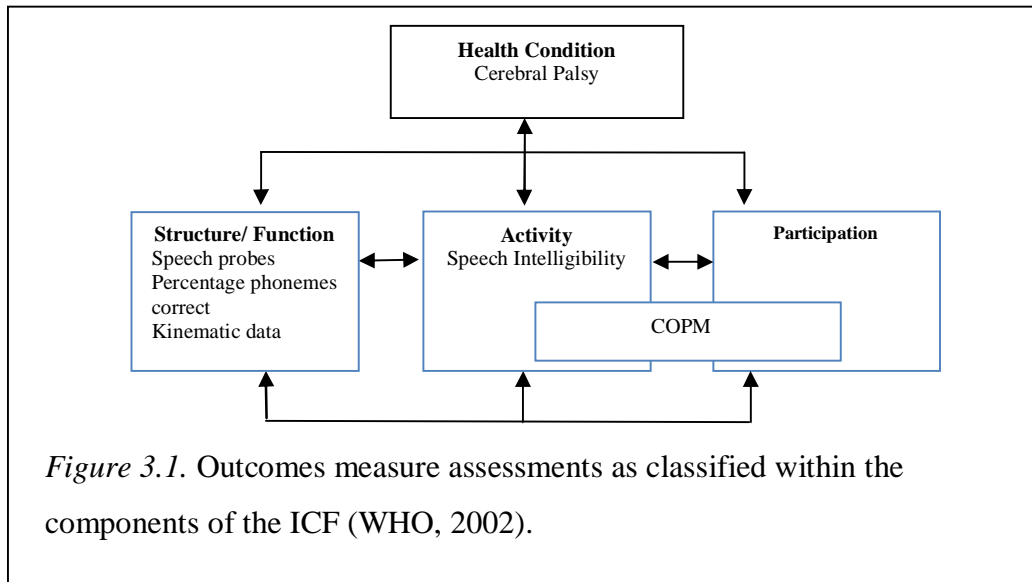 Health Condition
Cerebral Palsy
Structure/ Function
Speech probes
Percentage phonemes
correct
Kinematic data
Activity
Speech Intelligibility
Participation
COPM
Figure 3.1. Outcomes measure assessments as classified within the
components of the ICF (WHO, 2002).